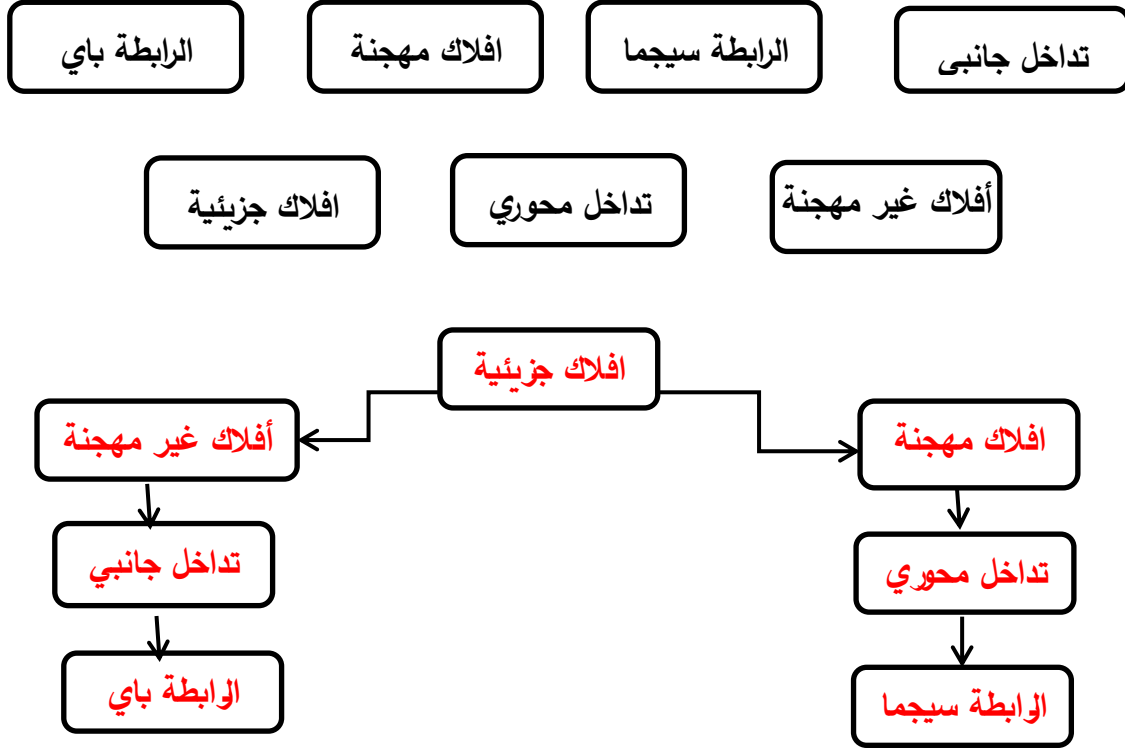 تداخل جانبى
الرابطة سيجما
افلاك مهجنة
الرابطة باي
أفلاك غير مهجنة
تداخل محوري
افلاك جزيئية
افلاك جزيئية
افلاك مهجنة
أفلاك غير مهجنة
تداخل محوري
تداخل جانبي
الرابطة سيجما
الرابطة باي